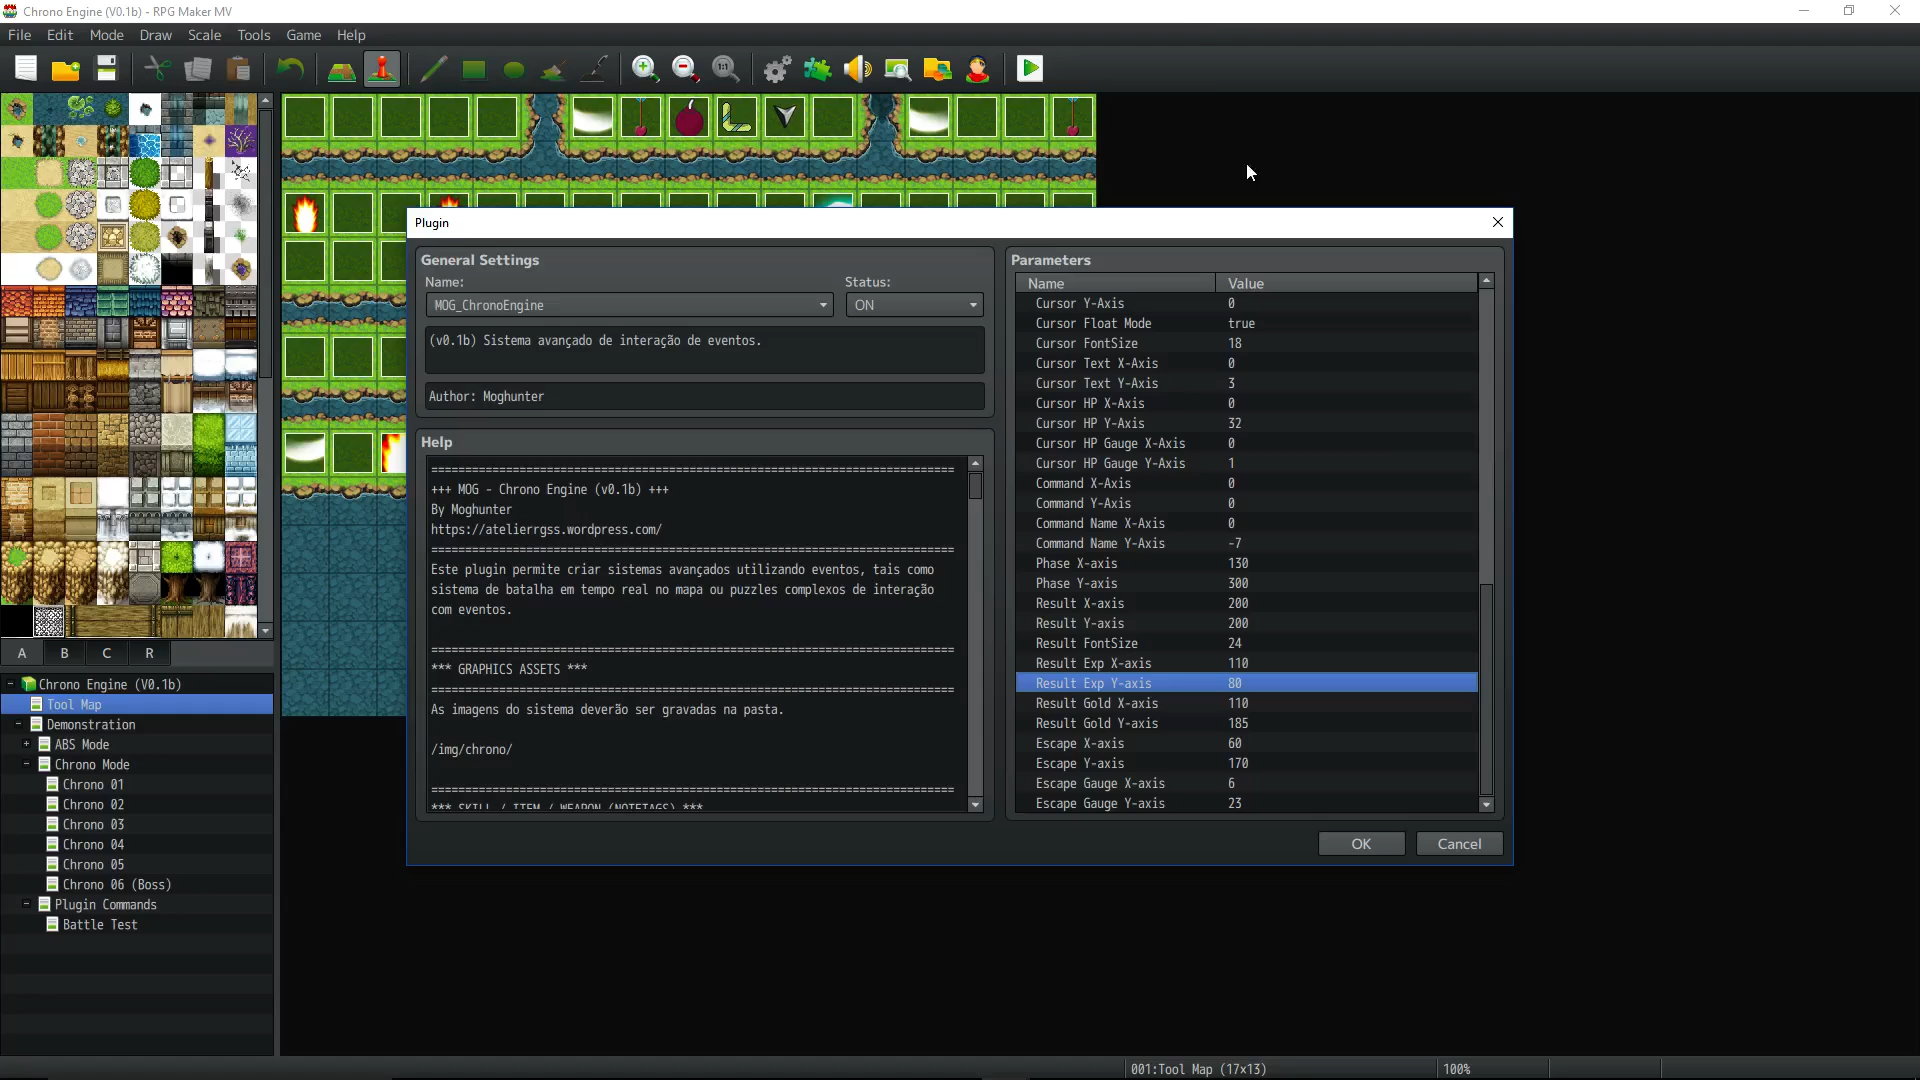 Chrono Engine (V0.1b) - RPG Maker MV
File Edit Mode Draw Scale Tools Game Help
1:1
A B C R
Chrono Engine (V0.1b)
Tool Map
Demonstration
ABS Mode
Chrono Mode
Chrono 01
Chrono 02
Chrono 03
Chrono 04
Chrono 05
Chrono 06 (Boss)
Plugin Commands
Battle Test
Plugin
General Settings
Name:
Status:
MOG_ChronoEngine
ON
(v0.1b) Sistema avançado de interação de eventos.
Author: Moghunter
Help
=============================================================================
+++ MOG - Chrono Engine (v0.1b) +++
By Moghunter
https://atelierrgss.wordpress.com/
=============================================================================
Este plugin permite criar sistemas avançados utilizando eventos, tais como
sistema de batalha em tempo real no mapa ou puzzles complexos de interação
com eventos.
=============================================================================
*** GRAPHICS ASSETS ***
=============================================================================
As imagens do sistema deverão ser gravadas na pasta.
/img/chrono/
=============================================================================
*** SKILL / ITEM / WEAPON (NOTETAGS) ***
Parameters
Name Value
Cursor Y-Axis 0
Cursor Float Mode true
Cursor FontSize 18
Cursor Text X-Axis 0
Cursor Text Y-Axis 3
Cursor HP X-Axis 0
Cursor HP Y-Axis 32
Cursor HP Gauge X-Axis 0
Cursor HP Gauge Y-Axis 1
Command X-Axis 0
Command Y-Axis 0
Command Name X-Axis 0
Command Name Y-Axis -7
Phase X-axis 130
Phase Y-axis 300
Result X-axis 200
Result Y-axis 200
Result FontSize 24
Result Exp X-axis 110
Result Exp Y-axis 80
Result Gold X-axis 110
Result Gold Y-axis 185
Escape X-axis 60
Escape Y-axis 170
Escape Gauge X-axis 6
Escape Gauge Y-axis 23
OK Cancel
001:Tool Map (17x13) 100%